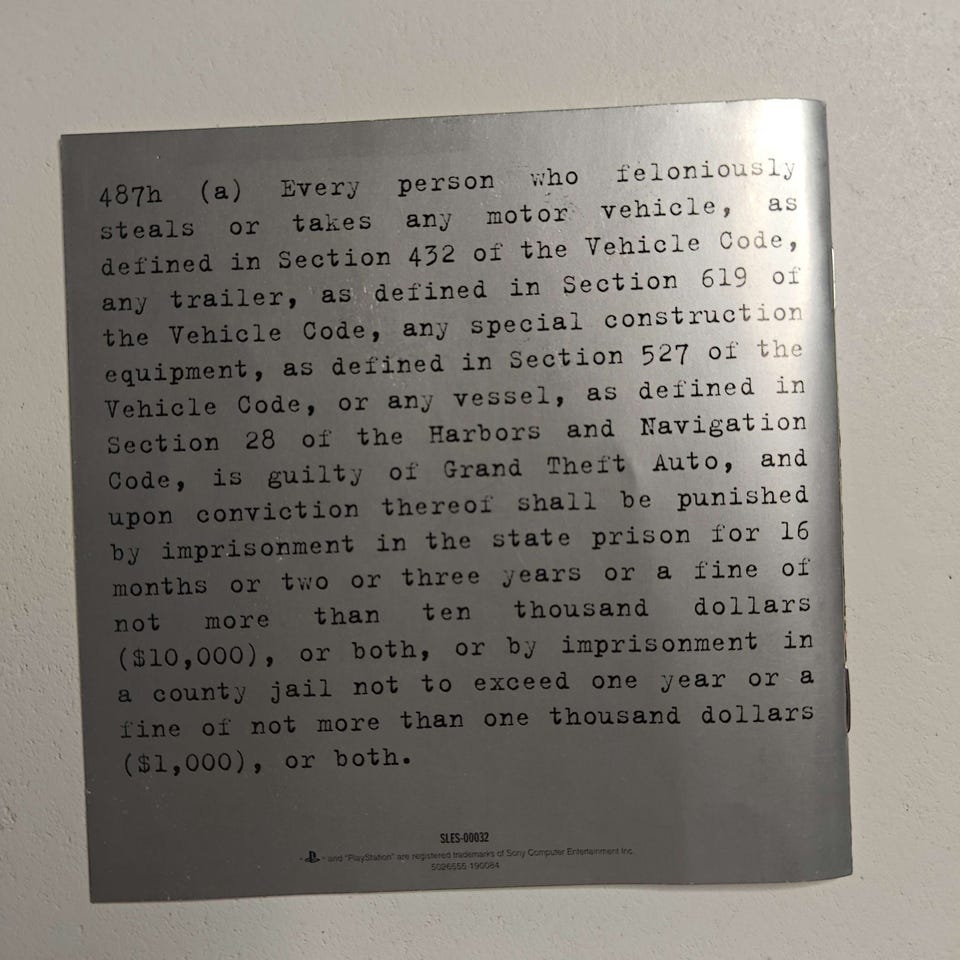 487h (a) Every person who feloniously
steals or takes any motor vehicle, as
defined in Section 432 of the Vehicle Code,
any trailer, as defined in Section 619 of
the Vehicle Code, any special construction
equipment, as defined in Section 527 of the
Vehicle Code, or any vessel, as defined in
Section 28 of the Harbors and Navigation
Code, is guilty of Grand Theft Auto, and
upon conviction thereof shall be punished
by imprisonment in the state prison for 16
months or two or three years or a fine of
not more than ten thousand dollars
($10,000), or both, or by imprisonment in
a county jail not to exceed one year or a
fine of not more than one thousand dollars
($1,000), or both.
SLES-00032
" and "PlayStation" are registered trademarks of Sony Computer Entertainment Inc.
5026555 190084